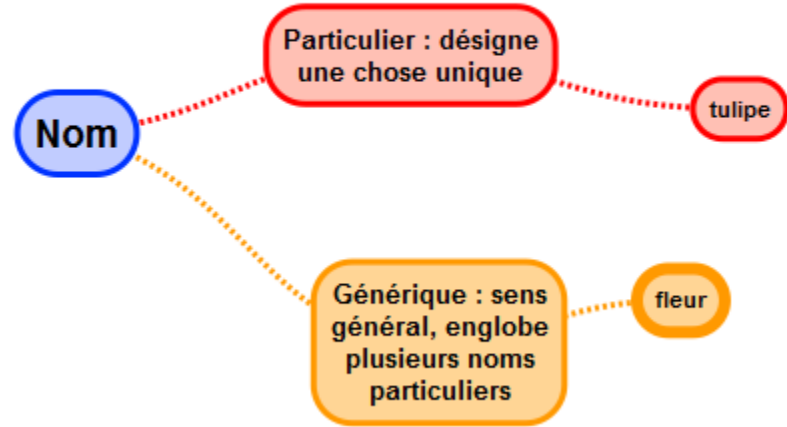 Nom
Particulier : désigne
une chose unique
tulipe
Générique : sens
général, englobe
plusieurs noms
particuliers
fleur